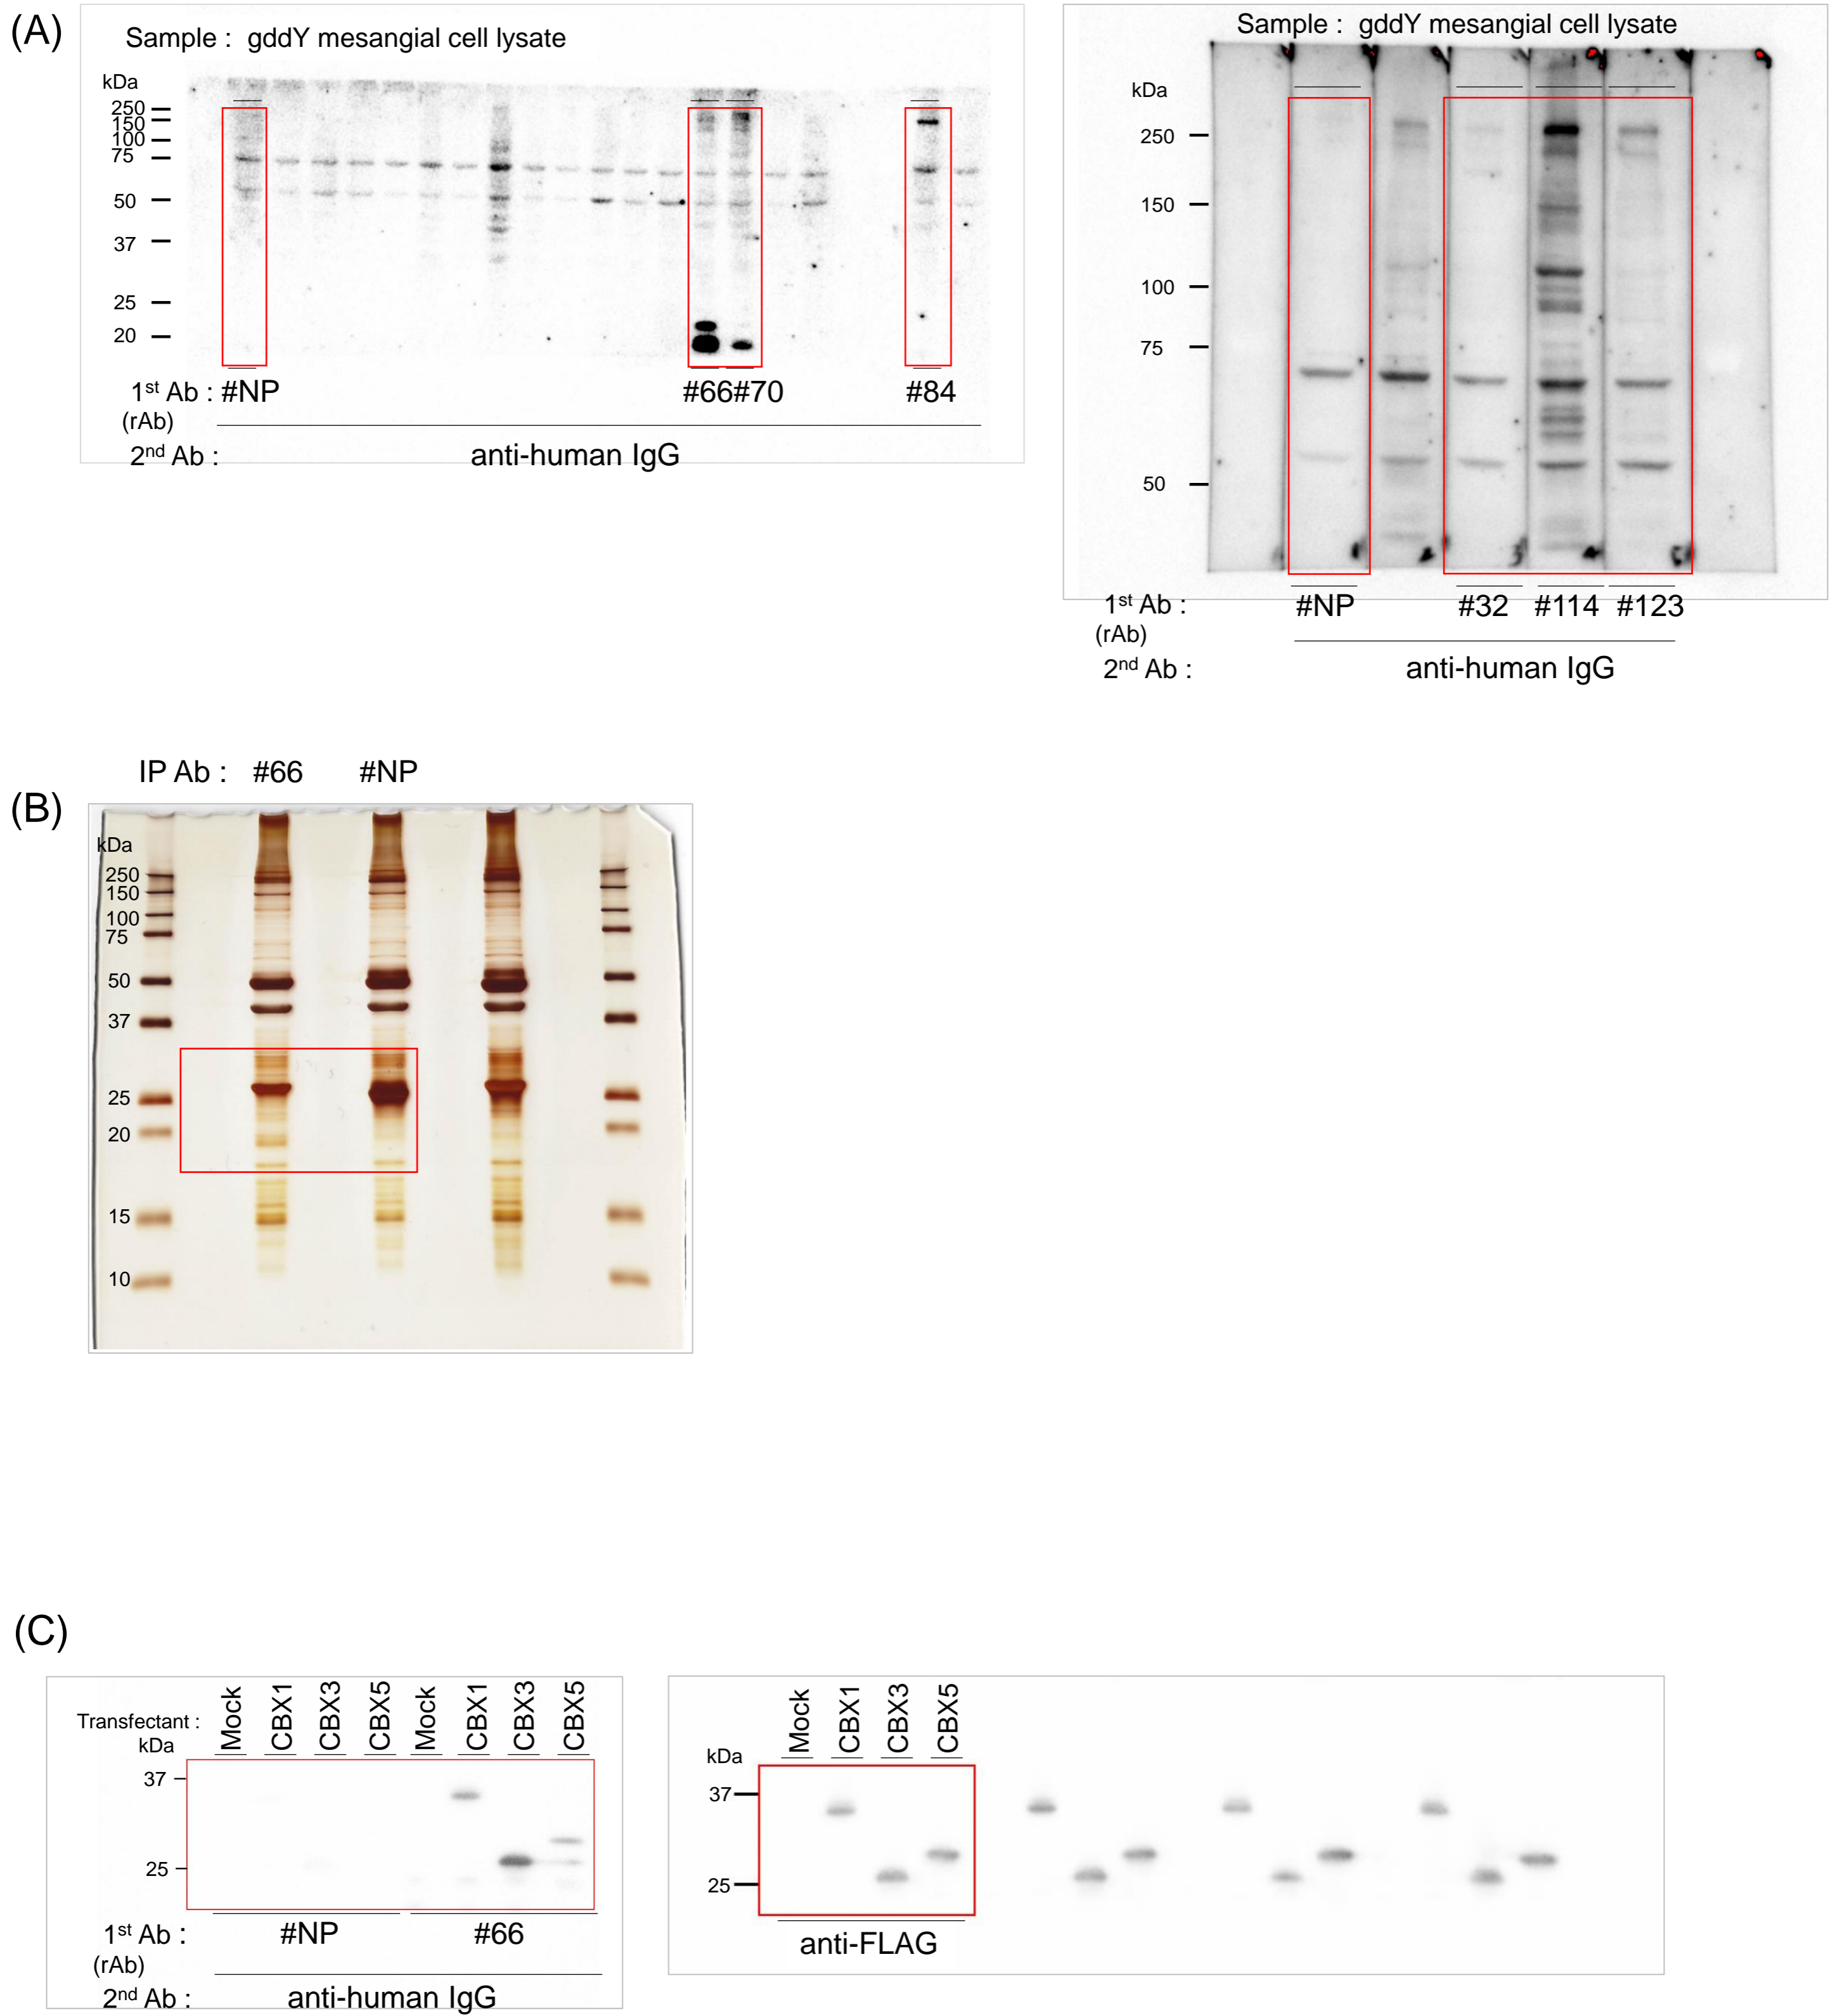 (A)
Sample : gddY mesangial cell lysate
kDa
250
150
100
75
50
37
25
20
1st Ab : #NP #66#70 #84
(rAb)
2nd Ab : anti-human IgG
Sample : gddY mesangial cell lysate
kDa
250
150
100
75
50
1st Ab : #NP #32 #114 #123
(rAb)
2nd Ab : anti-human IgG
IP Ab : #66 #NP
(B)
kDa
250
150
100
75
50
37
25
20
15
10
(C)
Transfectant : Mock CBX1 CBX3 CBX5 Mock CBX1 CBX3 CBX5
kDa
37
25
1st Ab : #NP #66
(rAb)
2nd Ab : anti-human IgG
Mock CBX1 CBX3 CBX5
kDa
37
25
anti-FLAG